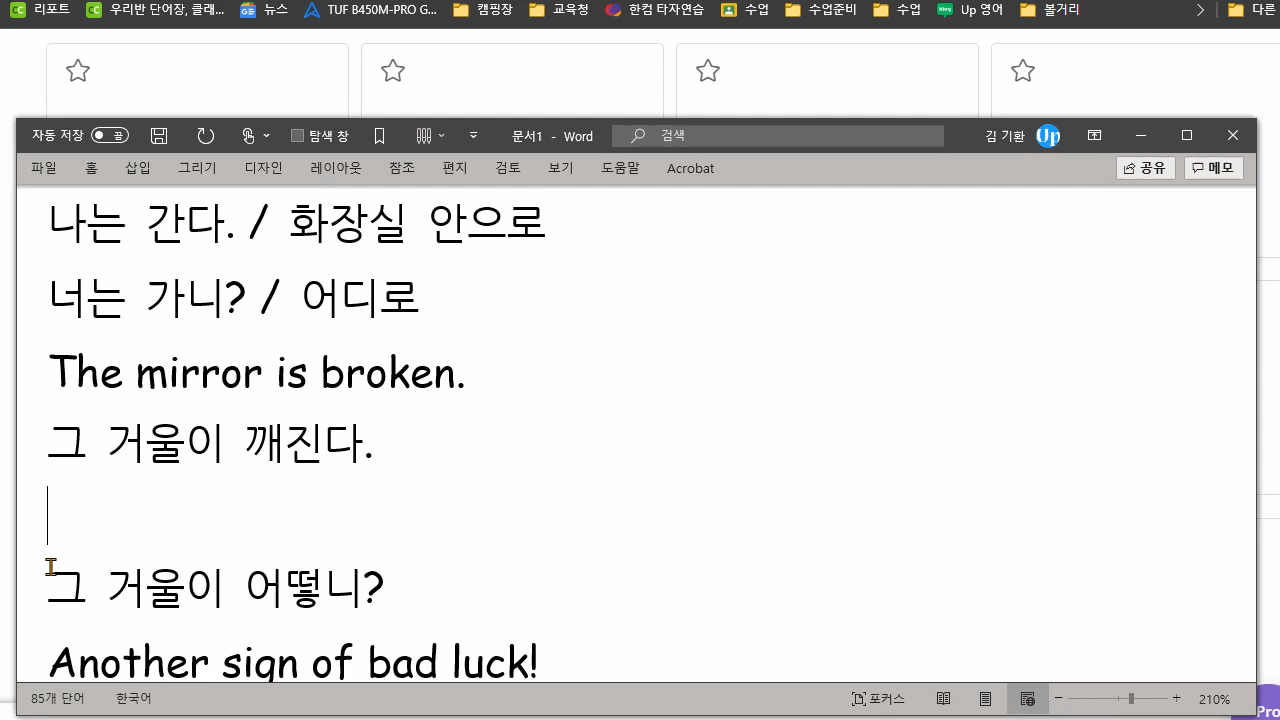 리포트 우리반 단어장, 클래... 뉴스 TUF B450M-PRO G... 캠핑장 교육청 한컴 타자연습 수업 수업준비 수업 Up 영어 볼거리 다른
자동 저장 끔 탐색 창 문서1 - Word 검색 김 기환 Up
파일 홈 삽입 그리기 디자인 레이아웃 참조 편지 검토 보기 도움말 Acrobat 공유 메모
나는 간다. / 화장실 안으로
너는 가니? / 어디로
The mirror is broken.
그 거울이 깨진다.
그 거울이 어떻니?
Another sign of bad luck!
85개 단어 한국어 포커스 210%
Pro